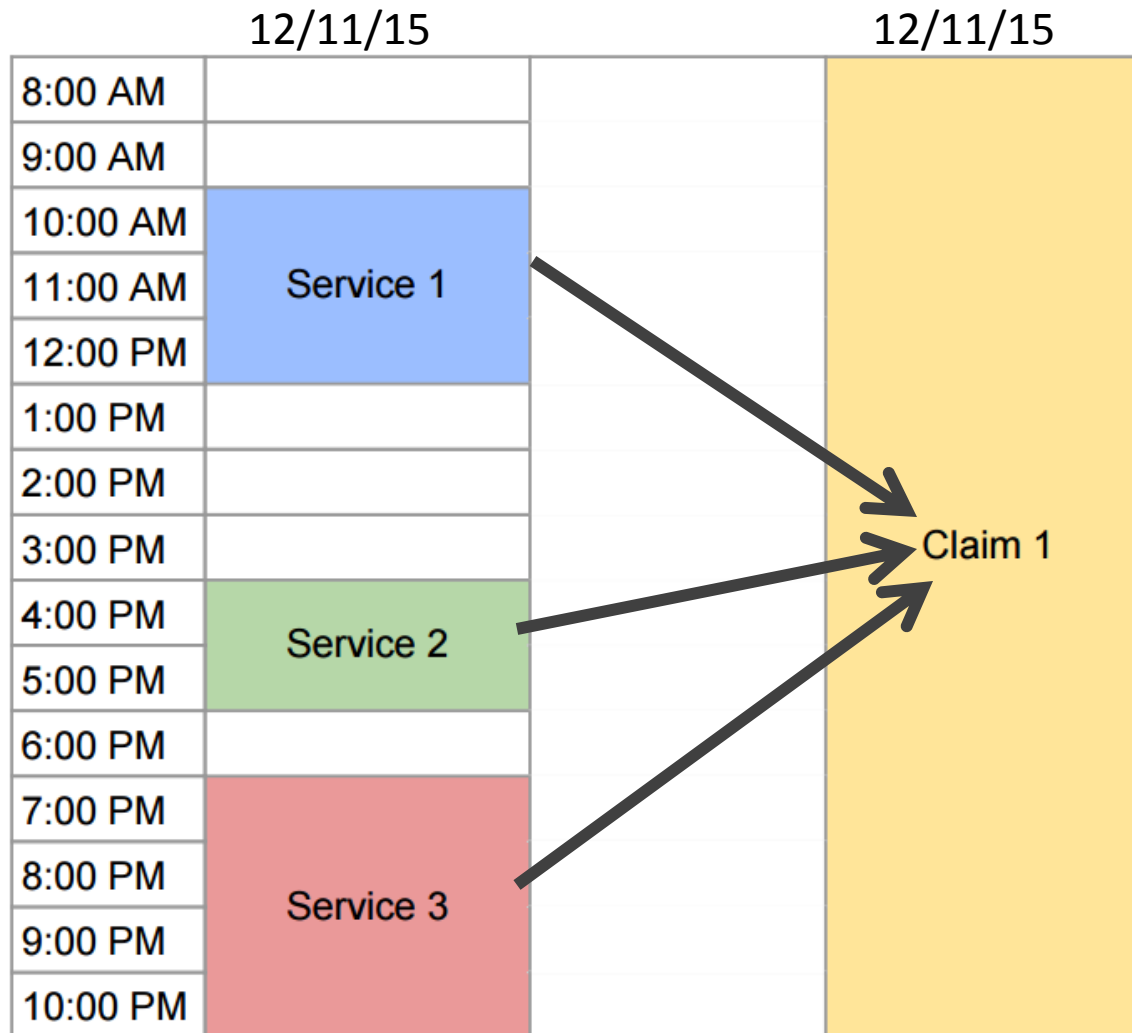 12/11/15 12/11/15
8:00 AM
9:00 AM
10:00 AM
11:00 AM Service 1
12:00 PM
1:00 PM
2:00 PM
3:00 PM Claim 1
4:00 PM
Service 2
5:00 PM
6:00 PM
7:00 PM
8:00 PM
Service 3
9:00 PM
10:00 PM